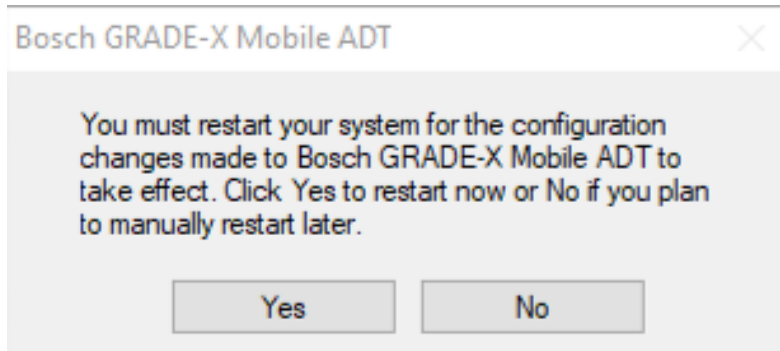 Bosch GRADE-X Mobile ADT
You must restart your system for the configuration
changes made to Bosch GRADE-X Mobile ADT to
take effect. Click Yes to restart now or No if you plan
to manually restart later.
Yes No